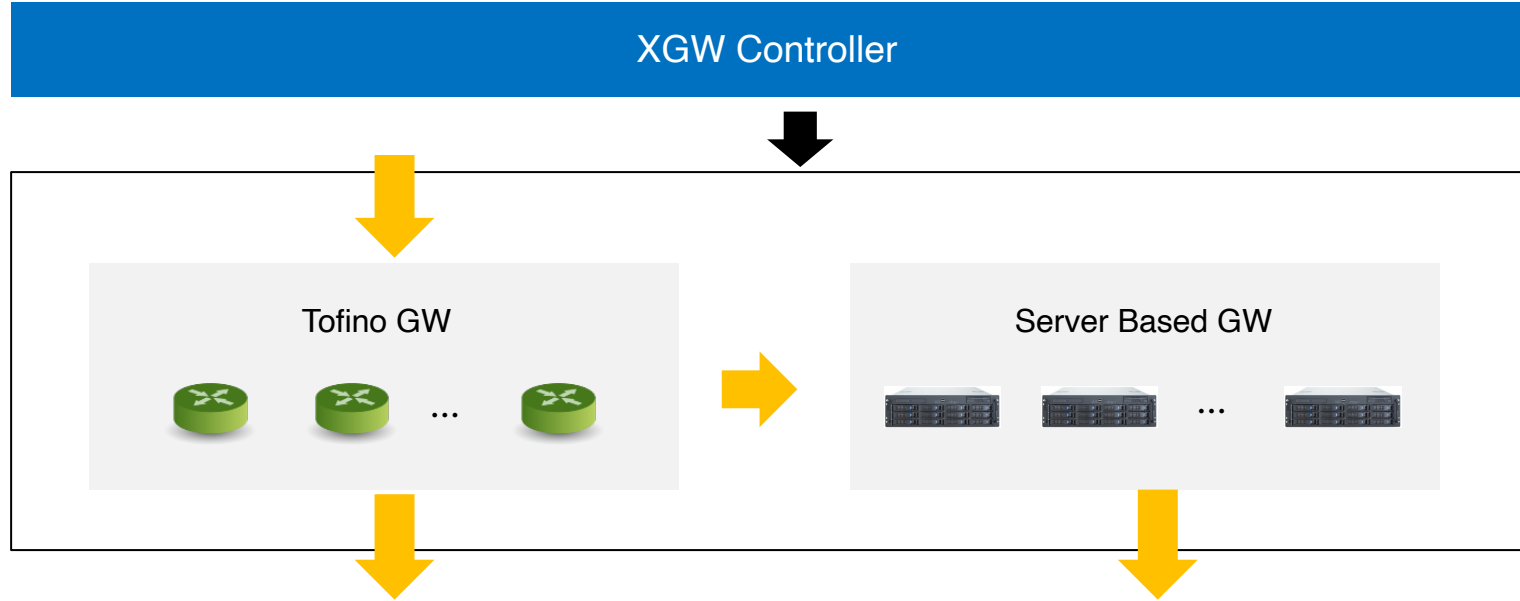 XGW Controller
Tofino GW
Server Based GW
...
...